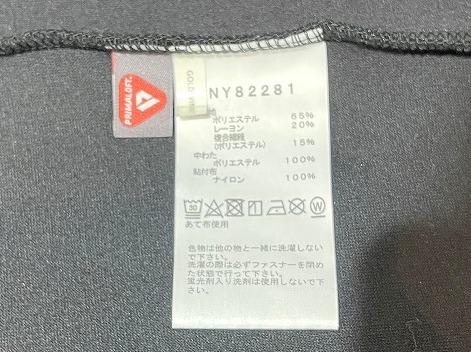 PRIMALOFT.
GOLD
NY82281
地
ポリエステル 65%
レーヨン 20%
複合繊維
(ポリエステル) 15%
中わた
ポリエステル 100%
貼付布
ナイロン 100%
30
W
あて布使用
色物は他の物と一緒に洗濯しない
で下さい。
洗濯の際は必ずファスナーを閉め
た状態で行って下さい。
蛍光剤入り洗剤は使用しないで下
さい。